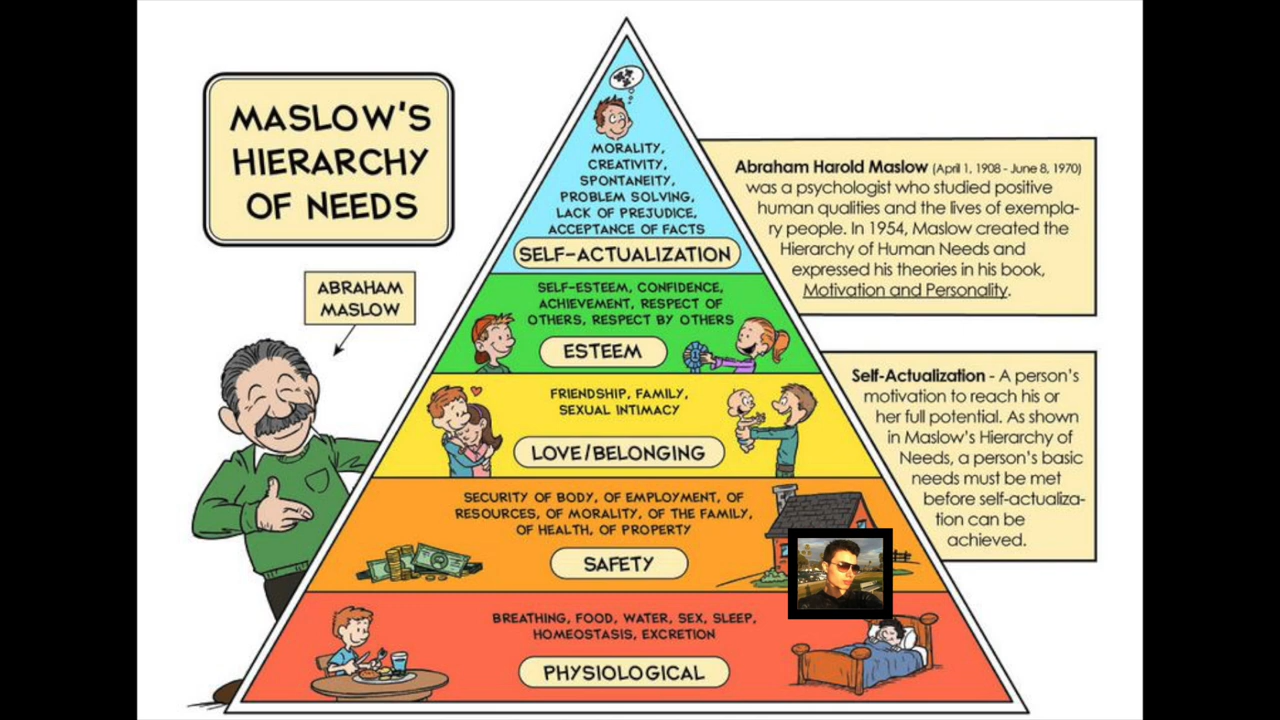 MASLOW'S
HIERARCHY
OF NEEDS
ABRAHAM
MASLOW
MORALITY,
CREATIVITY,
SPONTANEITY,
PROBLEM SOLVING,
LACK OF PREJUDICE,
ACCEPTANCE OF FACTS
SELF-ACTUALIZATION
SELF-ESTEEM, CONFIDENCE,
ACHIEVEMENT, RESPECT OF
OTHERS, RESPECT BY OTHERS
ESTEEM
FRIENDSHIP, FAMILY,
SEXUAL INTIMACY
LOVE/BELONGING
SECURITY OF BODY, OF EMPLOYMENT, OF
RESOURCES, OF MORALITY, OF THE FAMILY,
OF HEALTH, OF PROPERTY
SAFETY
BREATHING, FOOD, WATER, SEX, SLEEP,
HOMEOSTASIS, EXCRETION
PHYSIOLOGICAL
Abraham Harold Maslow (April 1, 1908 - June 8, 1970)
was a psychologist who studied positive
human qualities and the lives of exempla-
ry people. In 1954, Maslow created the
Hierarchy of Human Needs and
expressed his theories in his book,
Motivation and Personality.
Self-Actualization - A person's
motivation to reach his or
her full potential. As shown
in Maslow's Hierarchy of
Needs, a person's basic
needs must be met
before self-actualiza-
tion can be
achieved.